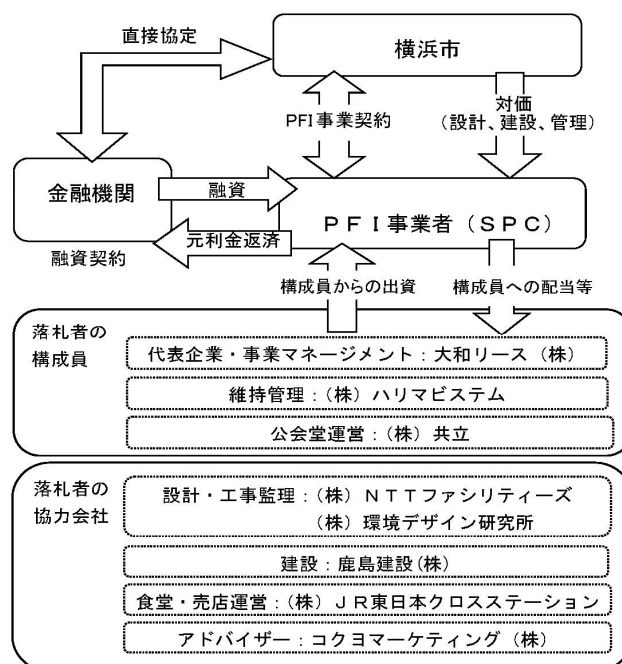 直接協定
横浜市
PFI事業契約
対価
（設計、建設、管理）
金融機関
融資
ＰＦＩ事業者（ＳＰＣ）
元利金返済
融資契約
構成員からの出資
構成員への配当等
落札者の
構成員
代表企業・事業マネージメント：大和リース（株）
維持管理：（株）ハリマビステム
公会堂運営：（株）共立
落札者の
協力会社
設計・工事監理：（株）ＮＴＴファシリティーズ
（株）環境デザイン研究所
建設：鹿島建設(株)
食堂・売店運営：（株）ＪＲ東日本クロスステーション
アドバイザー：コクヨマーケティング（株）